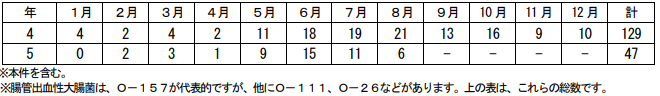 年 1月 2月 3月 4月 5月 6月 7月 8月 9月 10月 11月 12月 計
4 4 2 4 2 11 18 19 21 13 16 9 10 129
5 0 2 3 1 9 15 11 6 － － － － 47
※本件を含む。
※腸管出血性大腸菌は、O－157が代表的ですが、他にO－111、O－26などがあります。上の表は、これらの総数です。